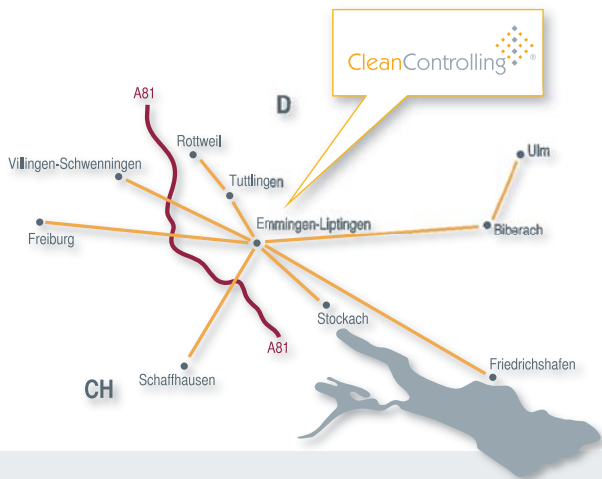 CleanControlling®
A81
D
Rottweil
Villingen-Schwenningen
Tuttlingen
Ulm
Emmingen-Liptingen
Biberach
Freiburg
Stockach
A81
Friedrichshafen
Schaffhausen
CH